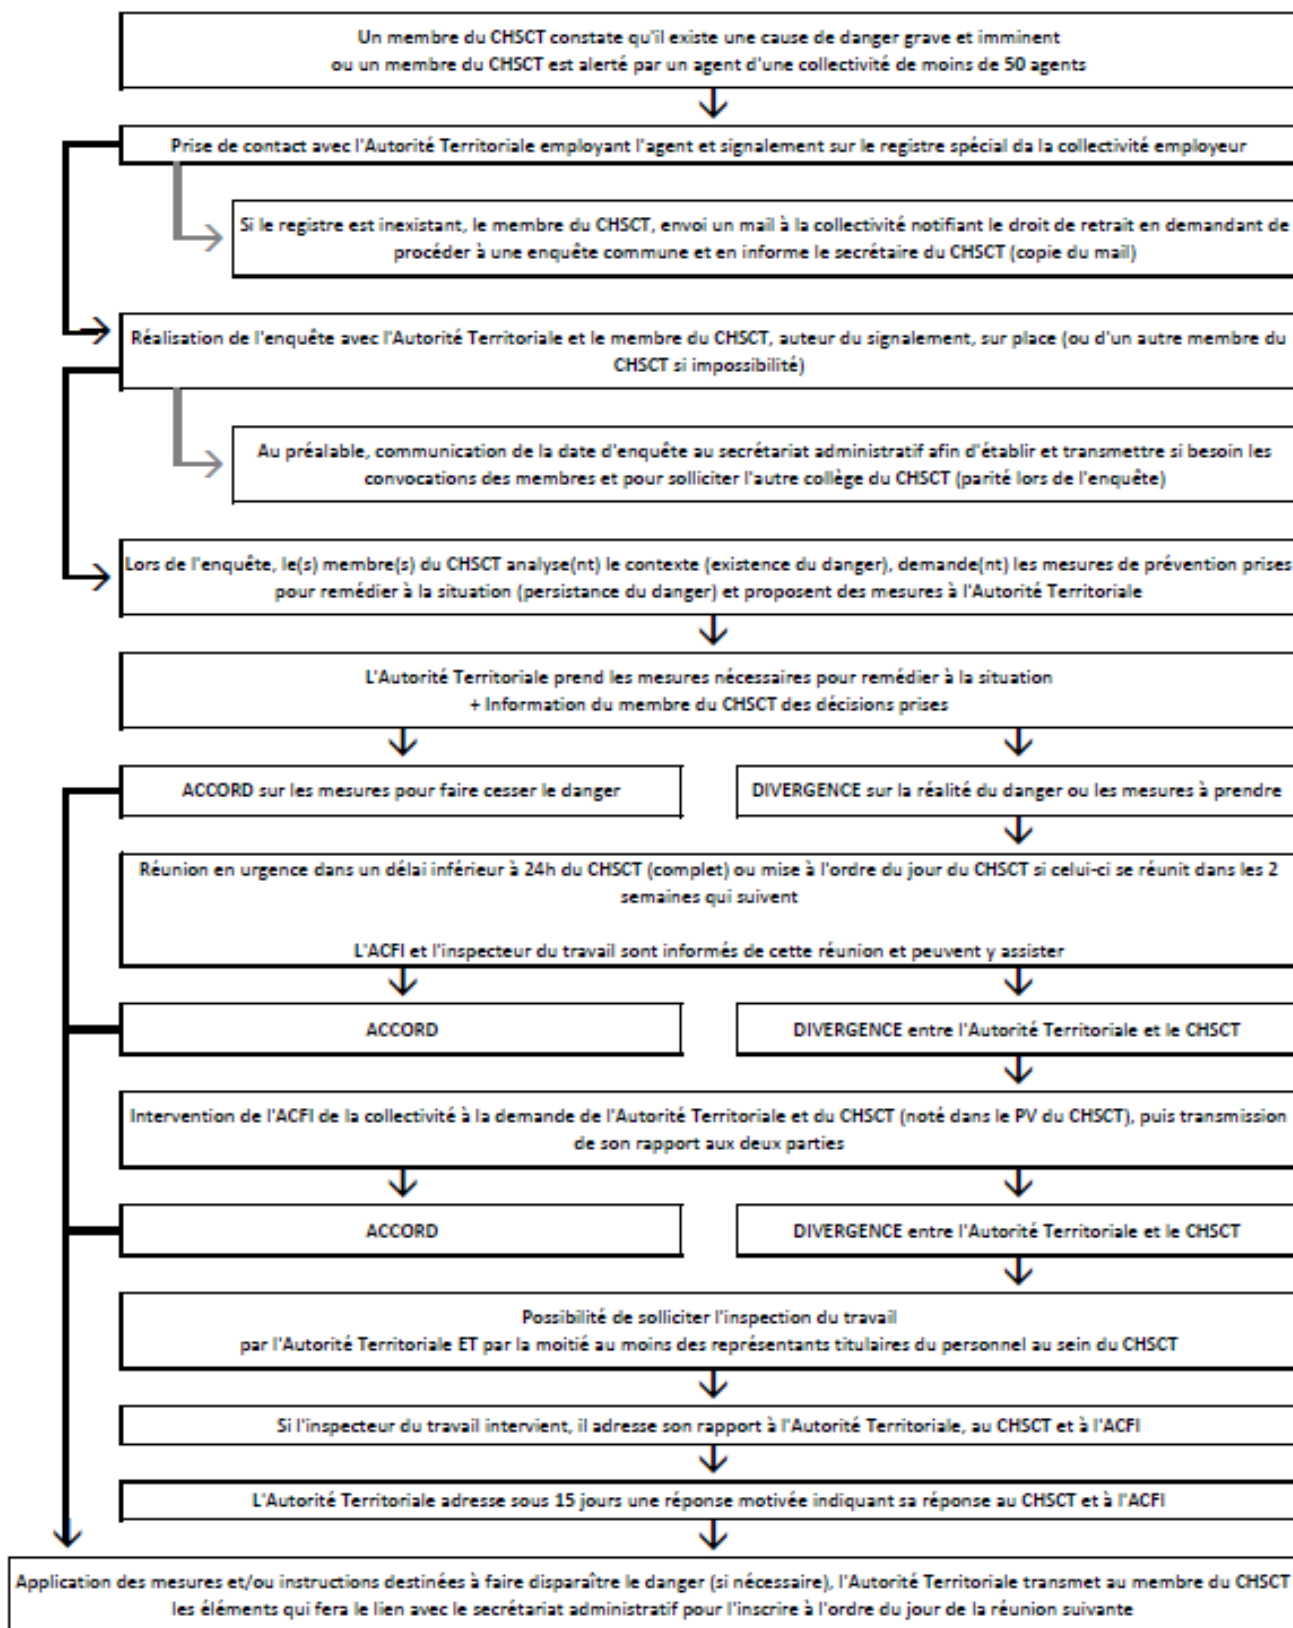 Un membre du CHSCT constate qu'il existe une cause de danger grave et imminent
ou un membre du CHSCT est alerté par un agent d'une collectivité de moins de 50 agents
Prise de contact avec l'Autorité Territoriale employant l'agent et signalement sur le registre spécial da la collectivité employeur
Si le registre est inexistant, le membre du CHSCT, envoi un mail à la collectivité notifiant le droit de retrait en demandant de
procéder à une enquête commune et en informe le secrétaire du CHSCT (copie du mail)
Réalisation de l'enquête avec l'Autorité Territoriale et le membre du CHSCT, auteur du signalement, sur place (ou d'un autre membre du
CHSCT si impossibilité)
Au préalable, communication de la date d'enquête au secrétariat administratif afin d'établir et transmettre si besoin les
convocations des membres et pour solliciter l'autre collège du CHSCT (parité lors de l'enquête)
Lors de l'enquête, le(s) membre(s) du CHSCT analyse(nt) le contexte (existence du danger), demande(nt) les mesures de prévention prises
pour remédier à la situation (persistance du danger) et proposent des mesures à l'Autorité Territoriale
L'Autorité Territoriale prend les mesures nécessaires pour remédier à la situation
+ Information du membre du CHSCT des décisions prises
ACCORD sur les mesures pour faire cesser le danger
DIVERGENCE sur la réalité du danger ou les mesures à prendre
Réunion en urgence dans un délai inférieur à 24h du CHSCT (complet) ou mise à l'ordre du jour du CHSCT si celui-ci se réunit dans les 2
semaines qui suivent
L'ACFI et l'inspecteur du travail sont informés de cette réunion et peuvent y assister
ACCORD
DIVERGENCE entre l'Autorité Territoriale et le CHSCT
Intervention de l'ACFI de la collectivité à la demande de l'Autorité Territoriale et du CHSCT (noté dans le PV du CHSCT), puis transmission
de son rapport aux deux parties
ACCORD
DIVERGENCE entre l'Autorité Territoriale et le CHSCT
Possibilité de solliciter l'inspection du travail
par l'Autorité Territoriale ET par la moitié au moins des représentants titulaires du personnel au sein du CHSCT
Si l'inspecteur du travail intervient, il adresse son rapport à l'Autorité Territoriale, au CHSCT et à l'ACFI
L'Autorité Territoriale adresse sous 15 jours une réponse motivée indiquant sa réponse au CHSCT et à l'ACFI
Application des mesures et/ou instructions destinées à faire disparaître le danger (si nécessaire), l'Autorité Territoriale transmet au membre du CHSCT
les éléments qui fera le lien avec le secrétariat administratif pour l'inscrire à l'ordre du jour de la réunion suivante